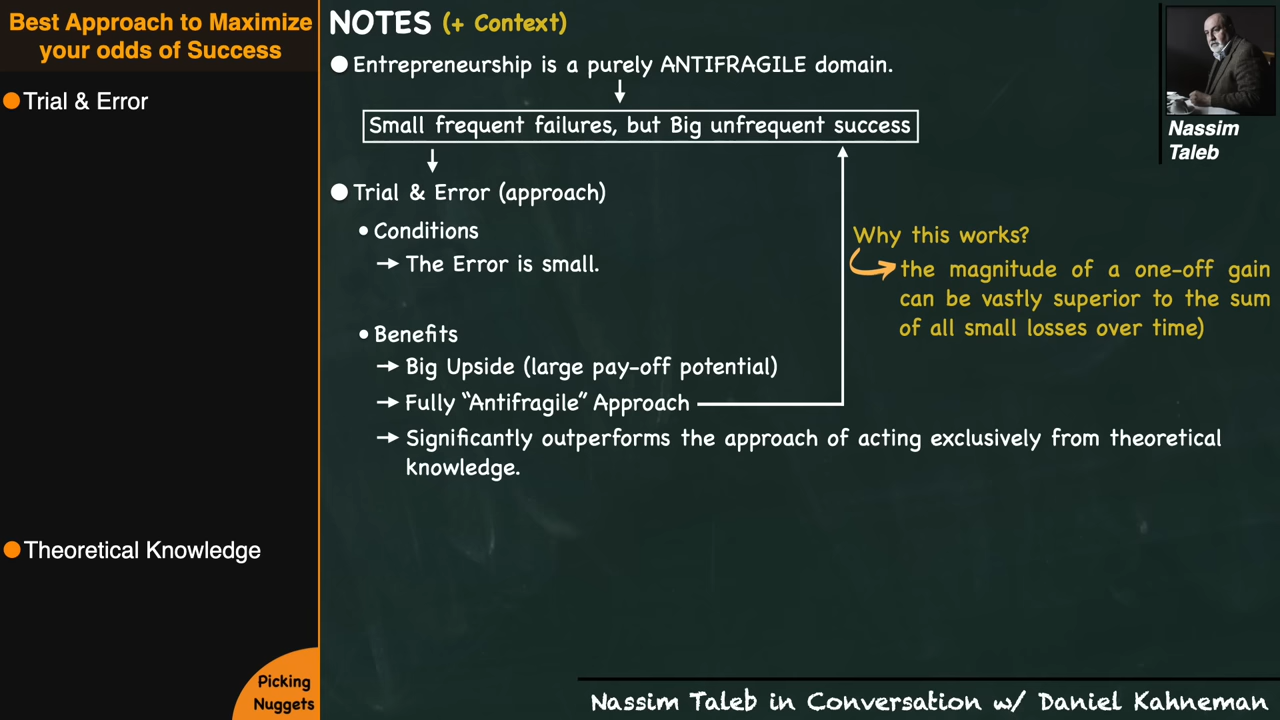 Best Approach to Maximize
your odds of Success
Trial & Error
Theoretical Knowledge
Picking
Nuggets
NOTES (+ Context)
Entrepreneurship is a purely ANTIFRAGILE domain.
Small frequent failures, but Big unfrequent success
Trial & Error (approach)
Conditions
→ The Error is small.
Benefits
→ Big Upside (large pay-off potential)
→ Fully “Antifragile” Approach
→ Significantly outperforms the approach of acting exclusively from theoretical
knowledge.
Why this works?
the magnitude of a one-off gain
can be vastly superior to the sum
of all small losses over time)
Nassim
Taleb
Nassim Taleb in Conversation w/ Daniel Kahneman